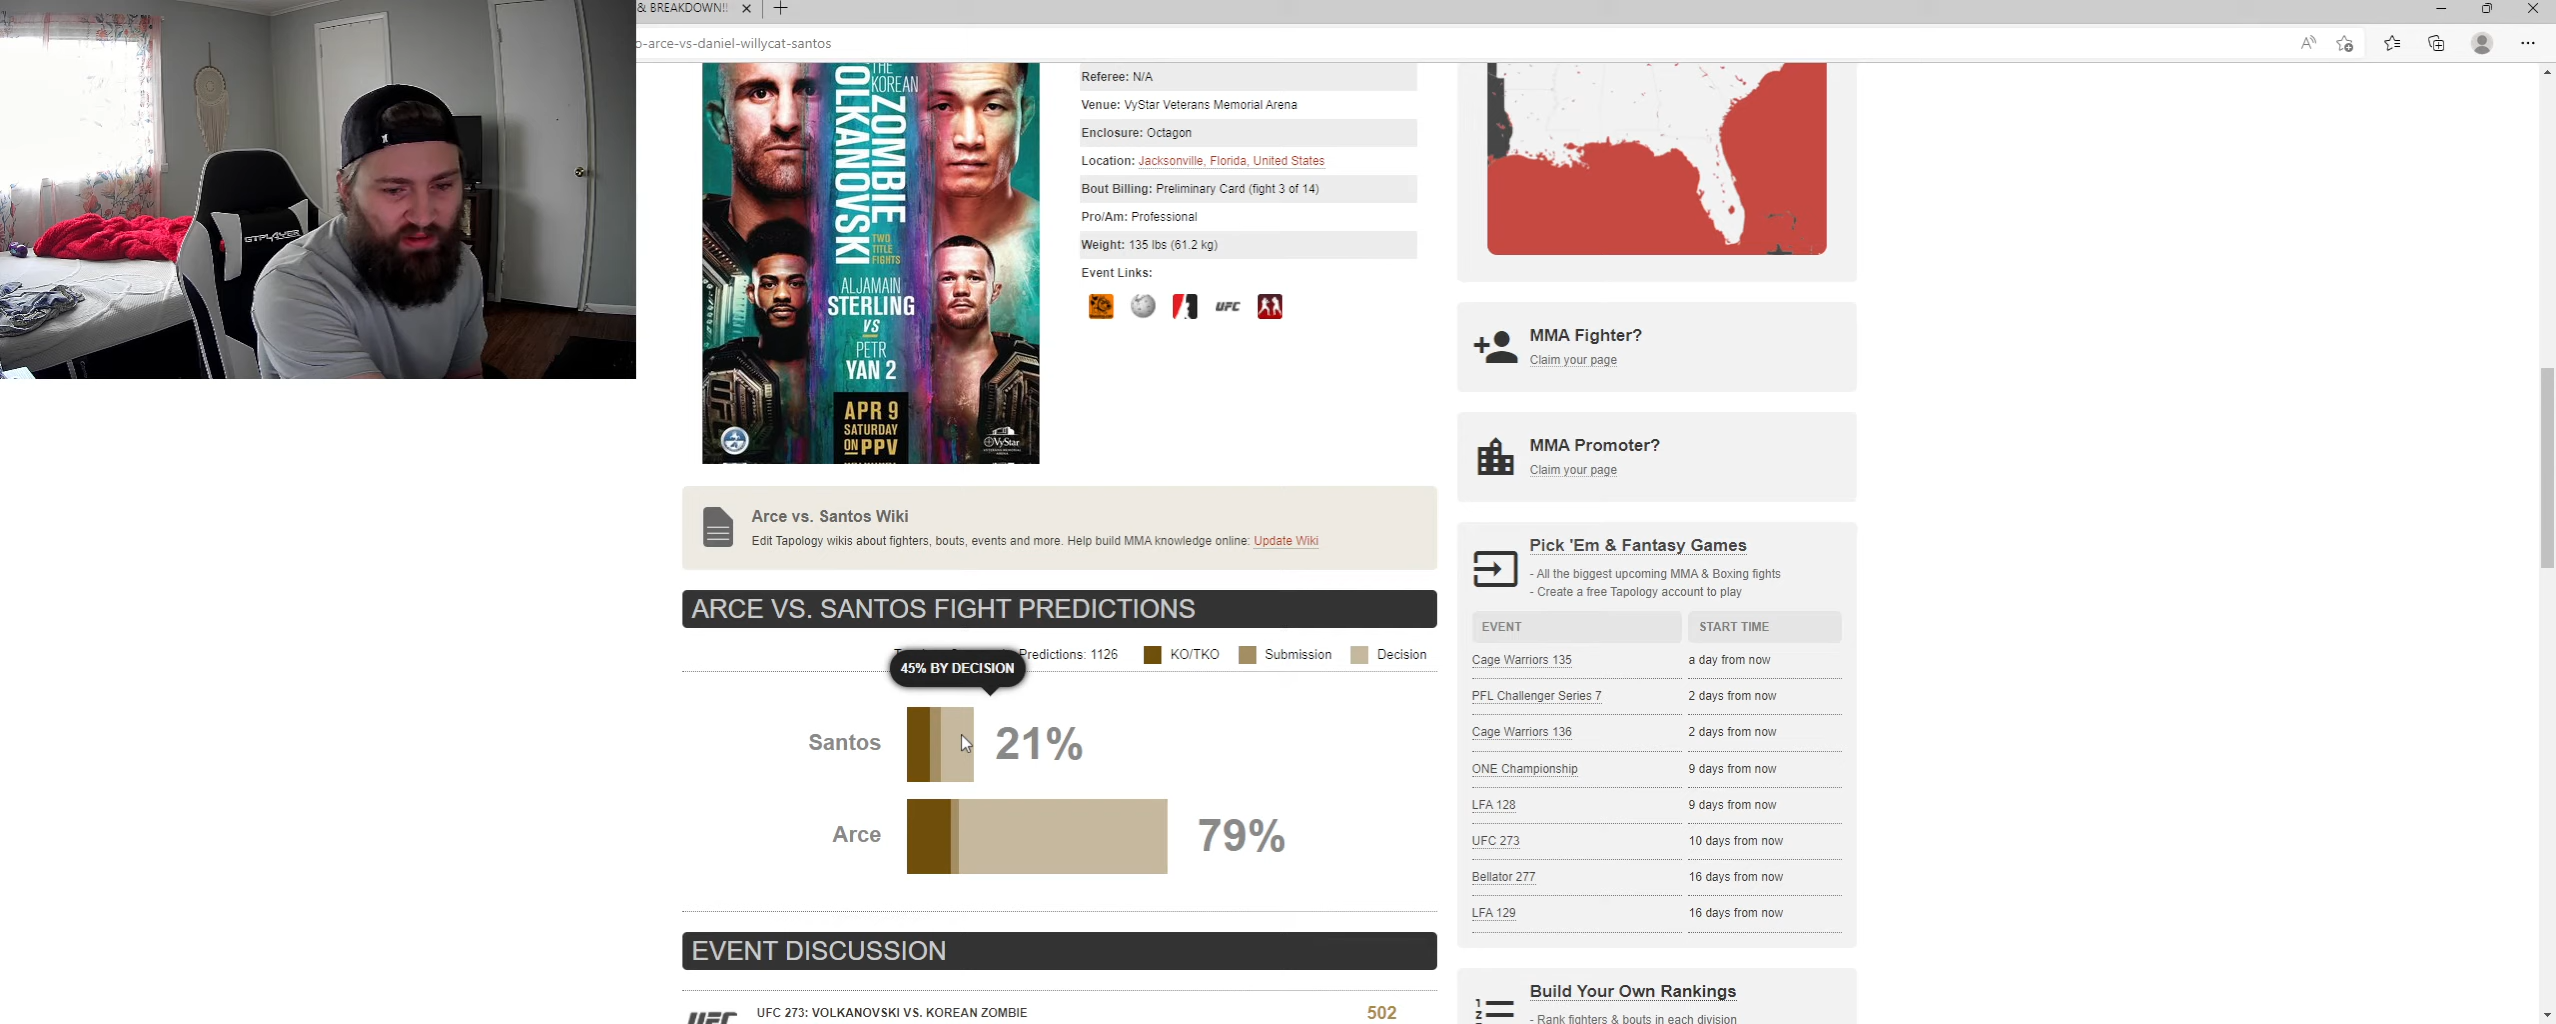 & BREAKDOWN!!
o-arce-vs-daniel-willycat-santos
GTPLAYER
THE
KOREAN
ZOMBIE
OLKANOVSKI
TWO
TITLE
FIGHTS
ALJAMAIN
STERLING
VS
PETR
YAN 2
APR 9
SATURDAY
ON PPV
VyStar
UFC
Referee: N/A
Venue: VyStar Veterans Memorial Arena
Enclosure: Octagon
Location: Jacksonville, Florida, United States
Bout Billing: Preliminary Card (fight 3 of 14)
Pro/Am: Professional
Weight: 135 lbs (61.2 kg)
Event Links:
UFC
Arce vs. Santos Wiki
Edit Tapology wikis about fighters, bouts, events and more. Help build MMA knowledge online: Update Wiki
ARCE VS. SANTOS FIGHT PREDICTIONS
Predictions: 1126 KO/TKO Submission Decision
45% BY DECISION
Santos 21%
Arce 79%
EVENT DISCUSSION
UFC UFC 273: VOLKANOVSKI VS. KOREAN ZOMBIE 502
MMA Fighter?
Claim your page
MMA Promoter?
Claim your page
Pick 'Em & Fantasy Games
- All the biggest upcoming MMA & Boxing fights
- Create a free Tapology account to play
EVENT START TIME
Cage Warriors 135 a day from now
PFL Challenger Series 7 2 days from now
Cage Warriors 136 2 days from now
ONE Championship 9 days from now
LFA 128 9 days from now
UFC 273 10 days from now
Bellator 277 16 days from now
LFA 129 16 days from now
Build Your Own Rankings
- Rank fighters & bouts in each division